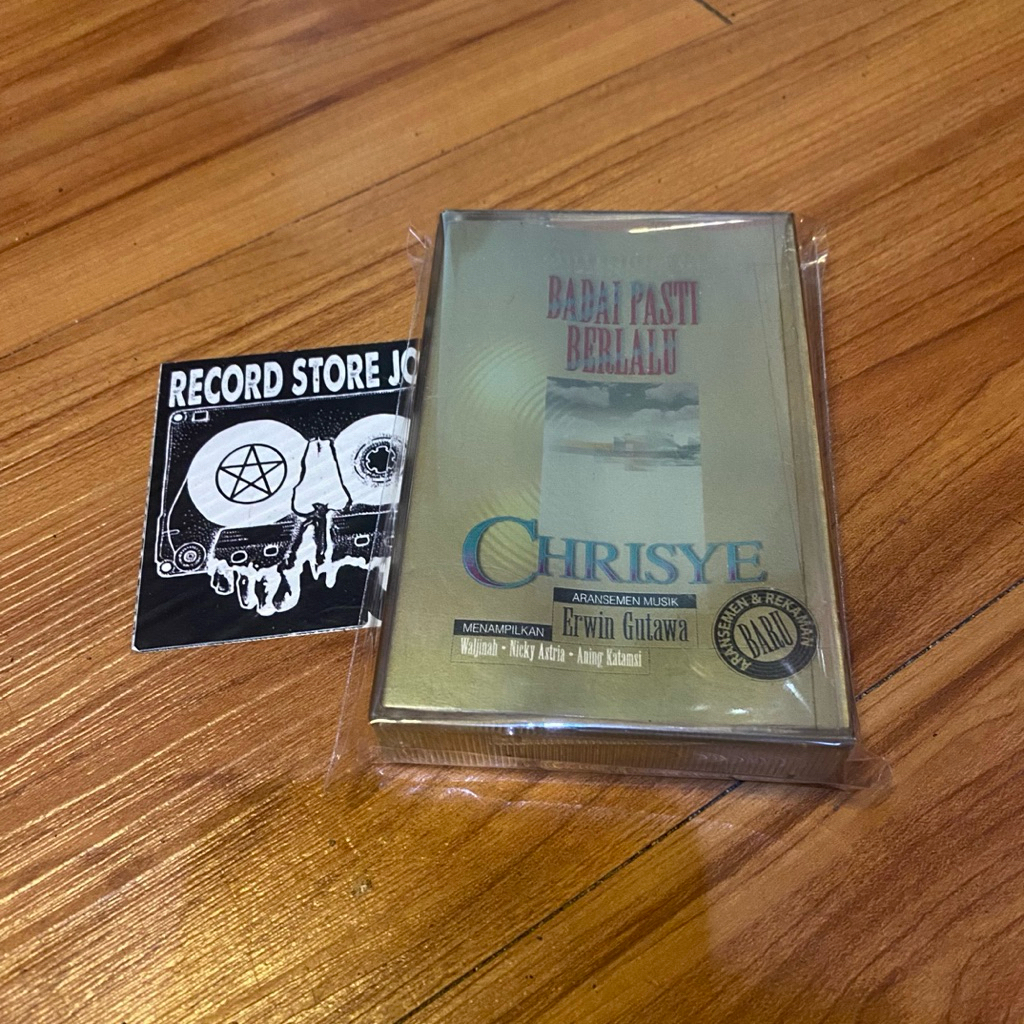 RECORD STORE JO
BADAI PASTI
BERLALU
CHRISYE
ARANSEMEN MUSIK
Erwin Gutawa
MENAMPILKAN
Waljinah - Nicky Astria - Aning Katamsi
ARANSEMEN & REKAMAN
BARU